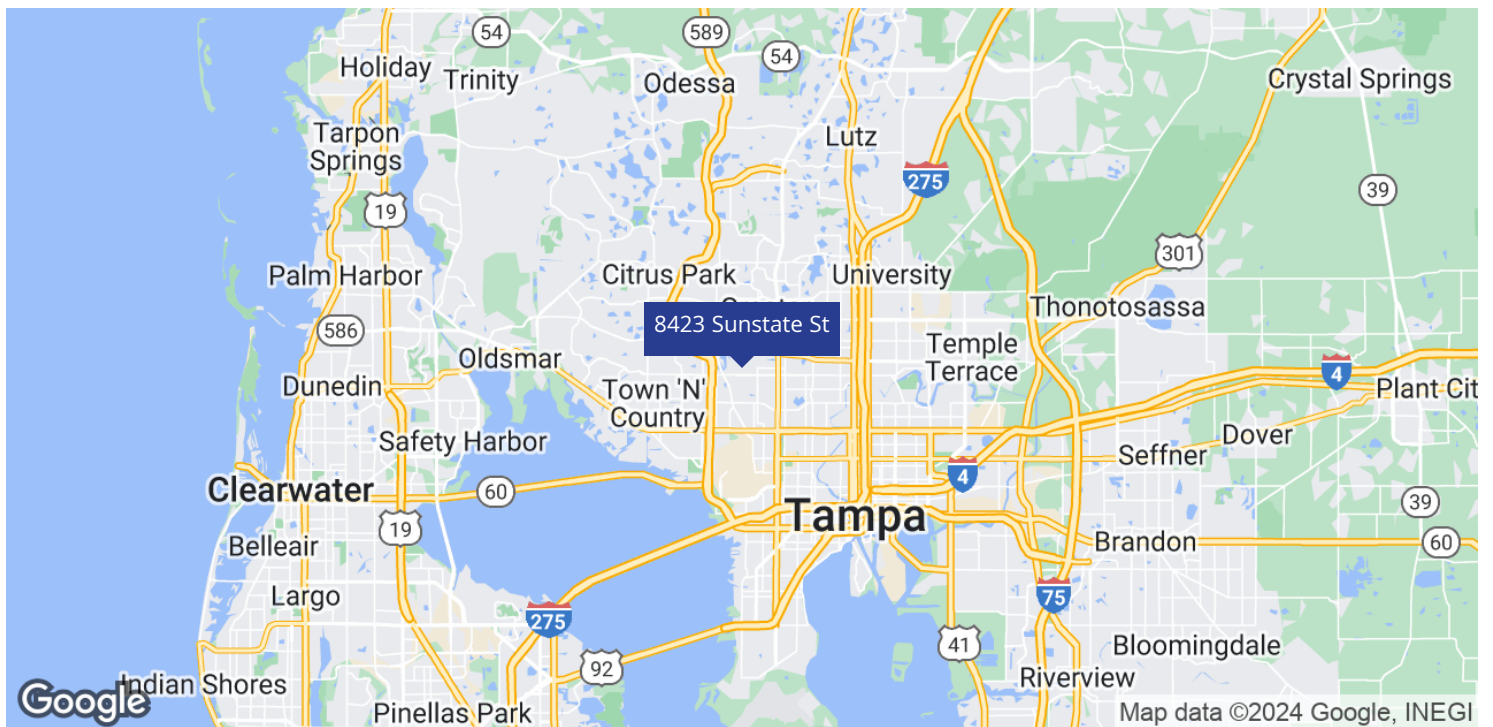 54
589
54
Holiday
Trinity
Odessa
Crystal Springs
Tarpon
Springs
Lutz
275
39
19
301
Palm Harbor
Citrus Park
University
Thonotosassa
8423 Sunstate St
586
Oldsmar
Temple
Terrace
4
Dunedin
Town 'N'
Country
Plant Cit
Safety Harbor
Dover
Seffner
4
Clearwater
60
39
19
Tampa
Belleair
Brandon
60
Largo
75
275
41
Bloomingdale
92
Indian Shores
Riverview
Google
Pinellas Park
Map data ©2024 Google, INEGI